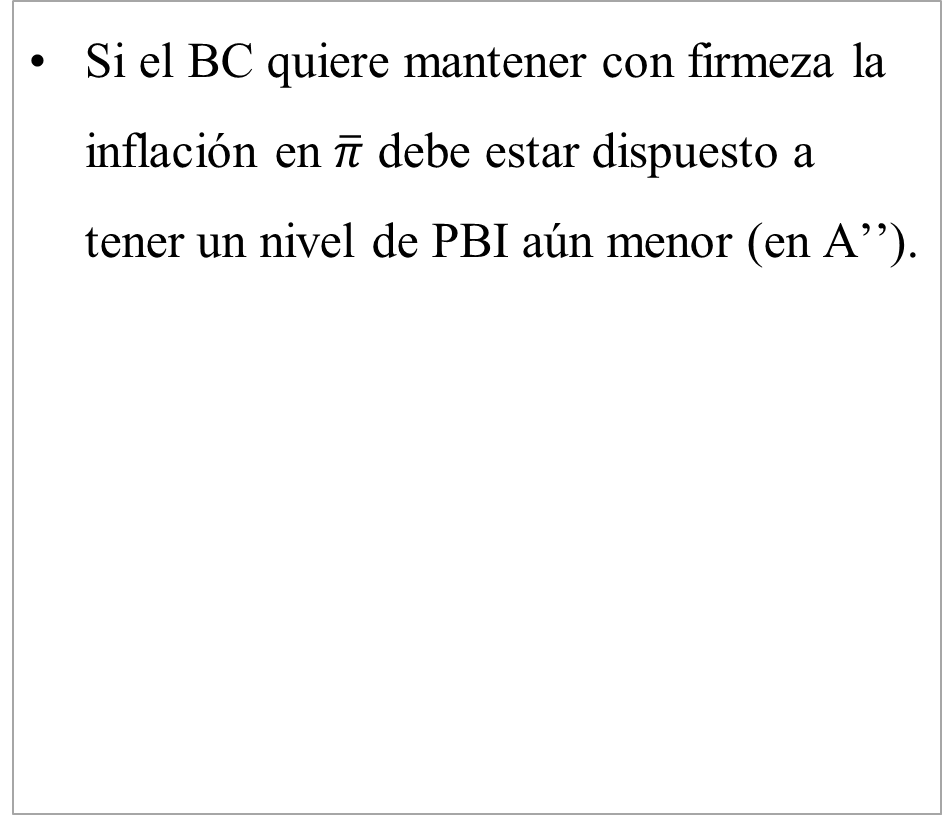 • Si el BC quiere mantener con firmeza la
inflación en π̅ debe estar dispuesto a
tener un nivel de PBI aún menor (en A’’).